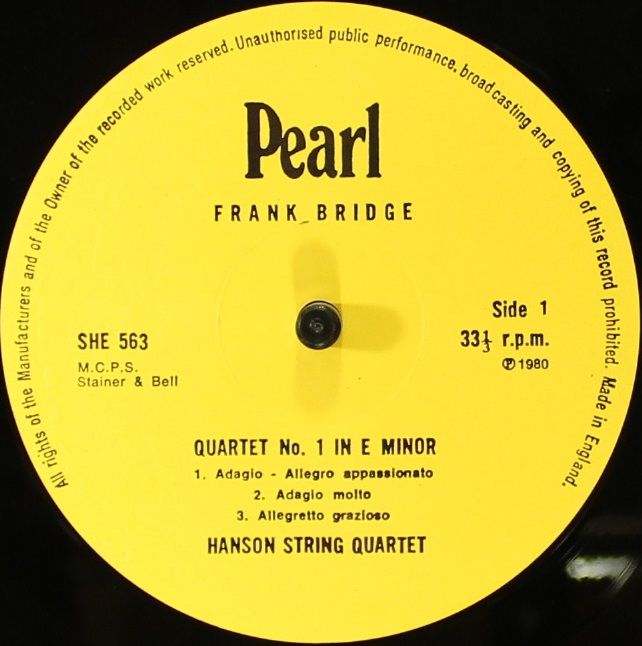 All rights of the Manufacturers and of the Owner of the recorded work reserved. Unauthorised public performance, broadcasting and copying of this record prohibited. Made in England.
Pearl
FRANK BRIDGE
Side 1
SHE 563
33⅓ r.p.m.
M.C.P.S.
℗ 1980
Stainer & Bell
QUARTET No. 1 IN E MINOR
1. Adagio - Allegro appassionato
2. Adagio molto
3. Allegretto grazioso
HANSON STRING QUARTET